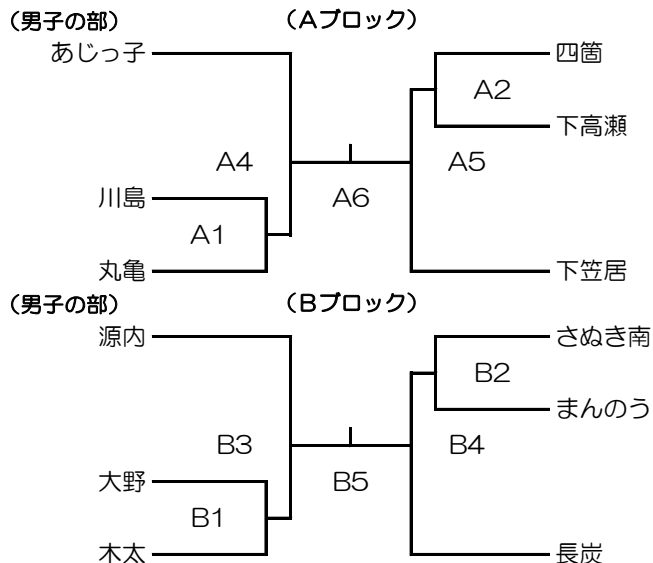 (男子の部) (Aブロック)
あじっ子 四箇
A2
下高瀬
A4 A5
川島 A6
A1
丸亀 下笠居
(男子の部) (Bブロック)
源内 さぬき南
B2
まんのう
B3 B4
大野 B5
B1
木太 長炭